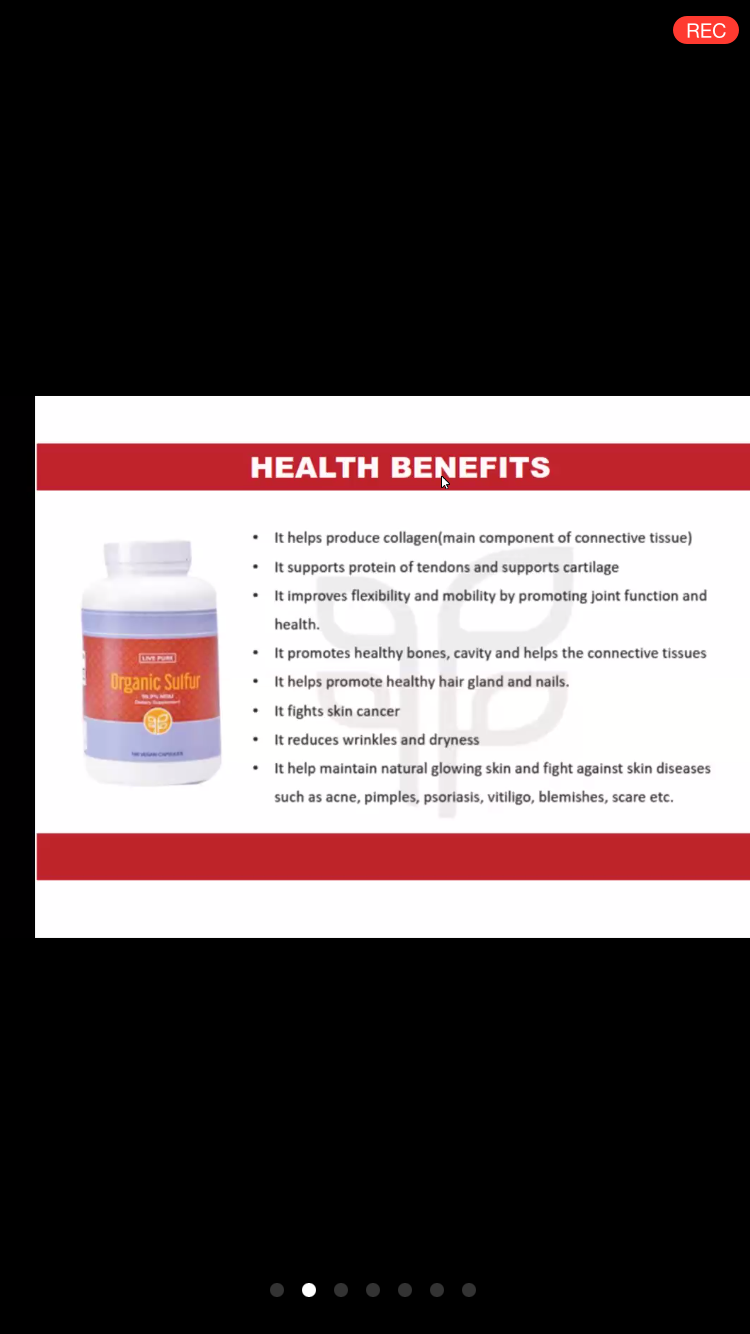 REC
HEALTH BENEFITS
• It helps produce collagen(main component of connective tissue)
• It supports protein of tendons and supports cartilage
• It improves flexibility and mobility by promoting joint function and
health.
• It promotes healthy bones, cavity and helps the connective tissues
• It helps promote healthy hair gland and nails.
• It fights skin cancer
• It reduces wrinkles and dryness
• It help maintain natural glowing skin and fight against skin diseases
such as acne, pimples, psoriasis, vitiligo, blemishes, scare etc.
LIVE PURE
Organic Sulfur
Dietary Supplement